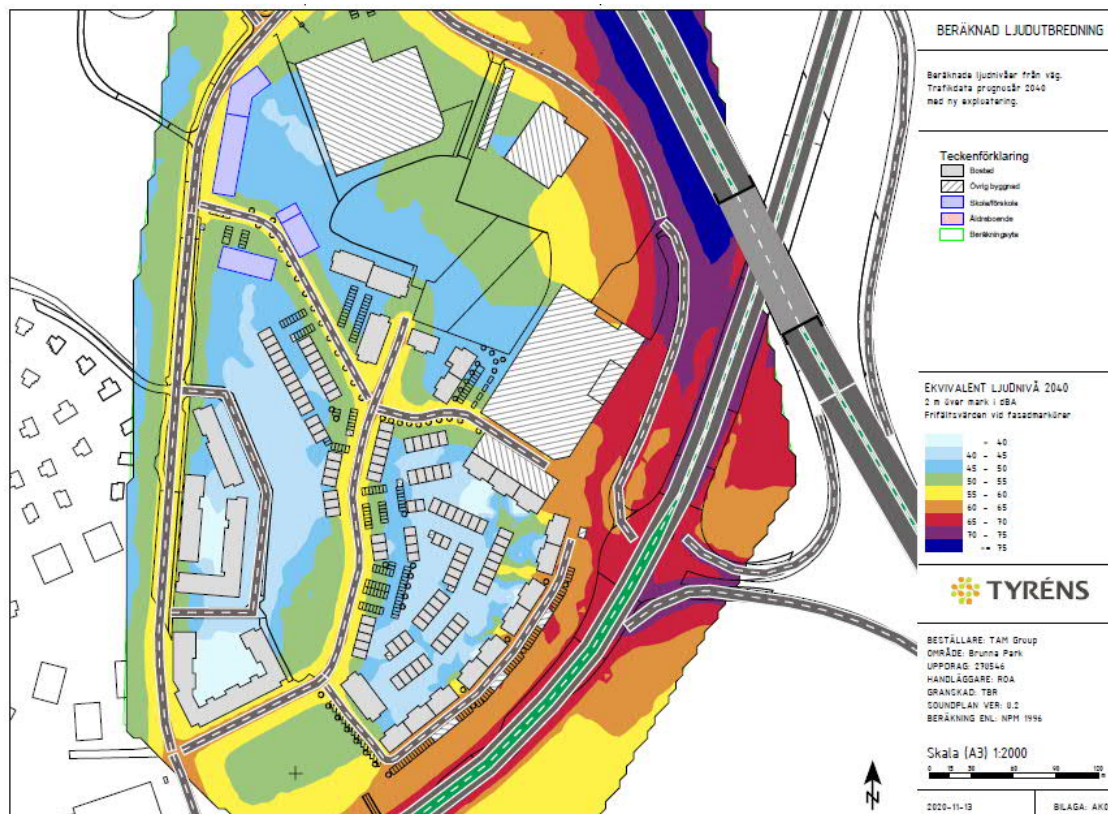 BERÄKNAD LJUDUTBREDNING
Beräknade ljudnivåer från väg.
Trafikdata prognosår 2040
med ny exploatering.
Teckenförklaring
Bostad
Övrig byggnad
Skola/förskola
Äldreboende
Beräkningsyta
EKVIVALENT LJUDNIVÅ 2040
2 m över mark i dBA
Frifältsvärden vid fasadmarkörer
- 40
40 - 45
45 - 50
50 - 55
55 - 60
60 - 65
65 - 70
70 - 75
-= 75
TYRÉNS
BESTÄLLARE: TAM Group
OMRÅDE: Brunna Park
UPPDRAG: 278546
HANDLÄGGARE: ROA
GRANSKAD: TBR
SOUNDPLAN VER: 8.2
BERÄKNING ENL: NPM 1996
Skala (A3) 1:2000
0 15 30 60 90 120
N
2020-11-13 BILAGA: AK0